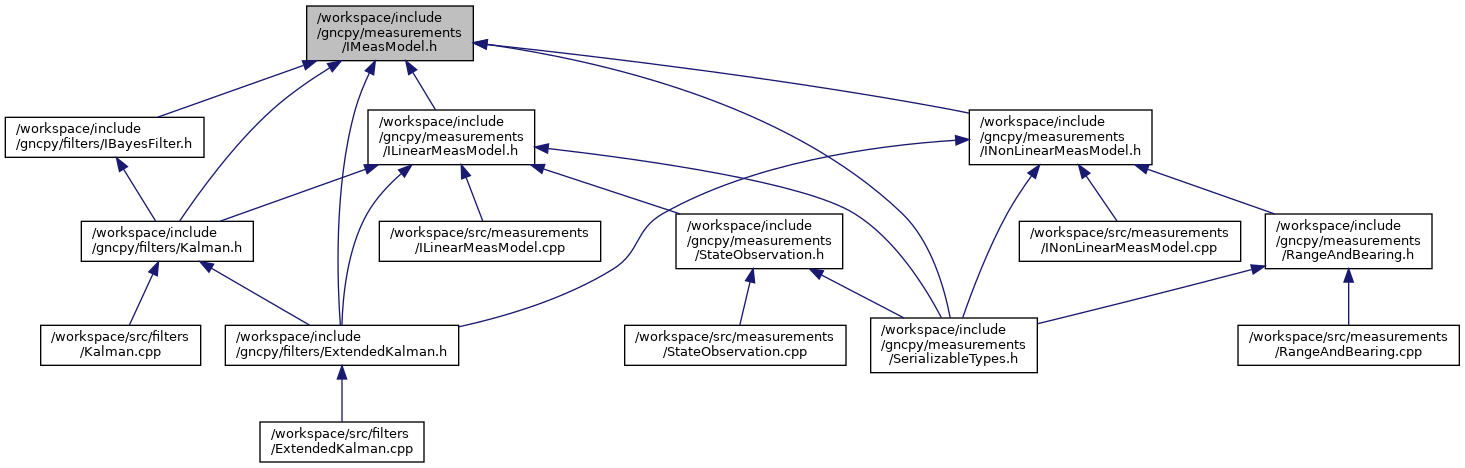 /workspace/include
/gncpy/measurements
/IMeasModel.h
/workspace/include
/gncpy/filters/IBayesFilter.h
/workspace/include
/gncpy/measurements
/ILinearMeasModel.h
/workspace/include
/gncpy/measurements
/INonLinearMeasModel.h
/workspace/include
/gncpy/filters/Kalman.h
/workspace/src/measurements
/ILinearMeasModel.cpp
/workspace/include
/gncpy/measurements
/StateObservation.h
/workspace/src/measurements
/INonLinearMeasModel.cpp
/workspace/include
/gncpy/measurements
/RangeAndBearing.h
/workspace/src/filters
/Kalman.cpp
/workspace/include
/gncpy/filters/ExtendedKalman.h
/workspace/src/measurements
/StateObservation.cpp
/workspace/include
/gncpy/measurements
/SerializableTypes.h
/workspace/src/measurements
/RangeAndBearing.cpp
/workspace/src/filters
/ExtendedKalman.cpp